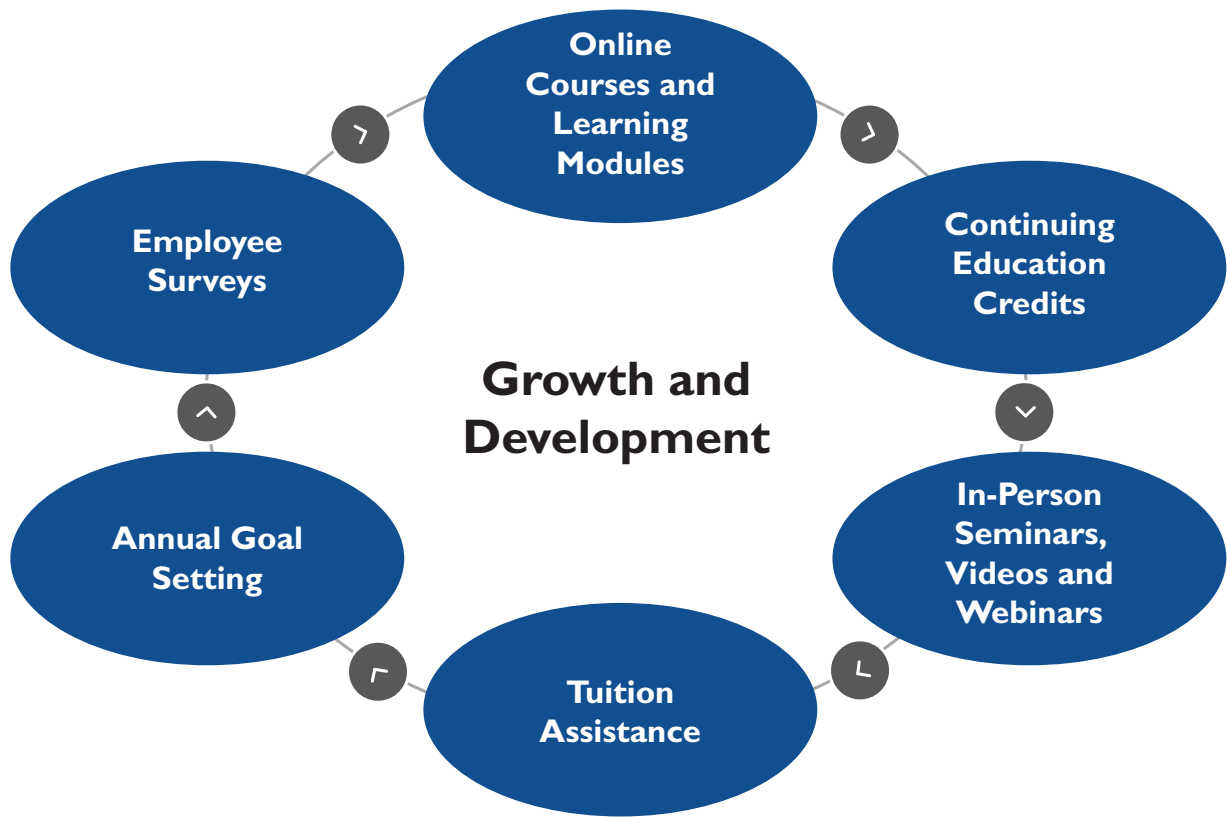 Online
Courses and
Learning
Modules
Continuing
Education
Credits
In-Person
Seminars,
Videos and
Webinars
Tuition
Assistance
Annual Goal
Setting
Employee
Surveys
Growth and
Development